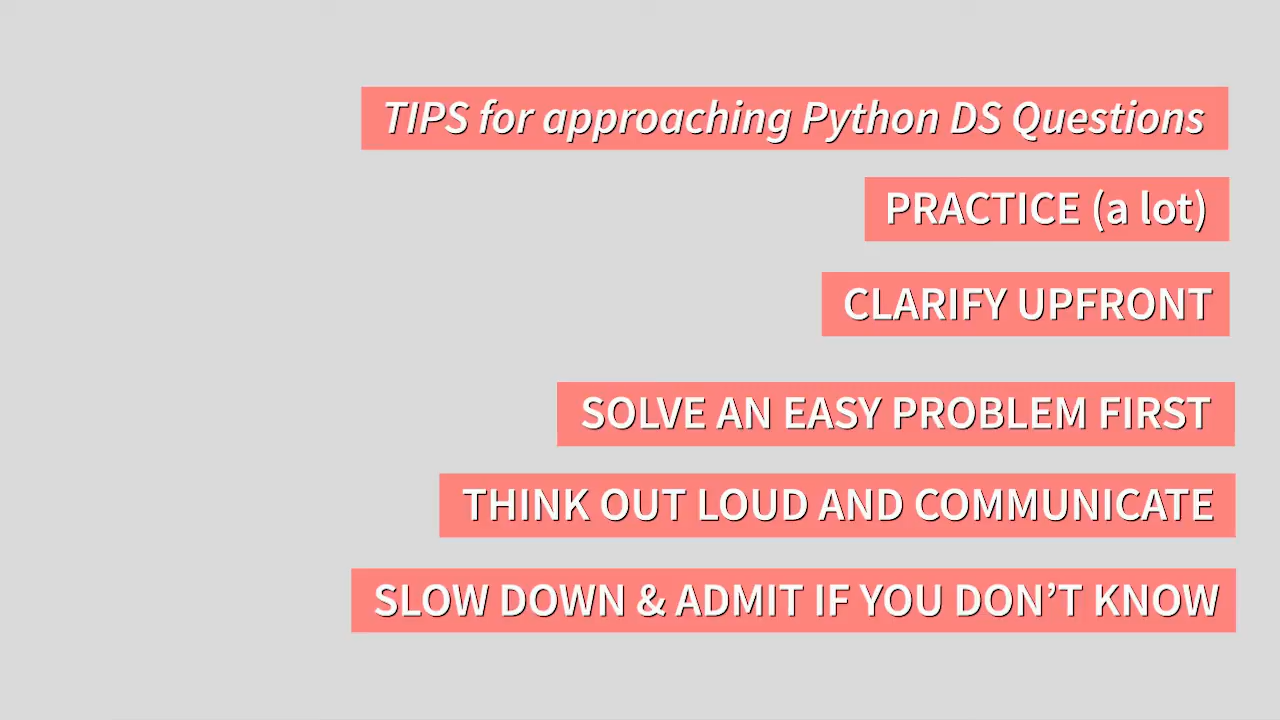 TIPS for approaching Python DS Questions
PRACTICE (a lot)
CLARIFY UPFRONT
SOLVE AN EASY PROBLEM FIRST
THINK OUT LOUD AND COMMUNICATE
SLOW DOWN & ADMIT IF YOU DON’T KNOW